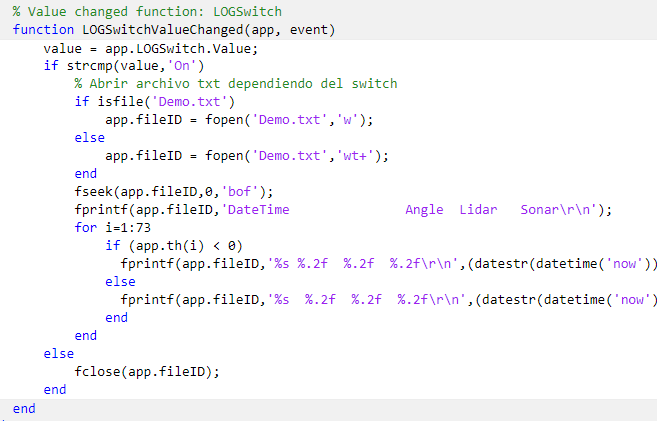 % Value changed function: LOGSwitch
function LOGSwitchValueChanged(app, event)
    value = app.LOGSwitch.Value;
    if strcmp(value,'On')
        % Abrir archivo txt dependiendo del switch
        if isfile('Demo.txt')
            app.fileID = fopen('Demo.txt','w');
        else
            app.fileID = fopen('Demo.txt','wt+');
        end
        fseek(app.fileID,0,'bof');
        fprintf(app.fileID,'DateTime               Angle  Lidar   Sonar\r\n');
        for i=1:73
            if (app.th(i) < 0)
              fprintf(app.fileID,'%s %.2f  %.2f  %.2f\r\n',(datestr(datetime('now'))
            else
              fprintf(app.fileID,'%s  %.2f  %.2f  %.2f\r\n',(datestr(datetime('now')
            end
        end
    else
        fclose(app.fileID);
    end
end